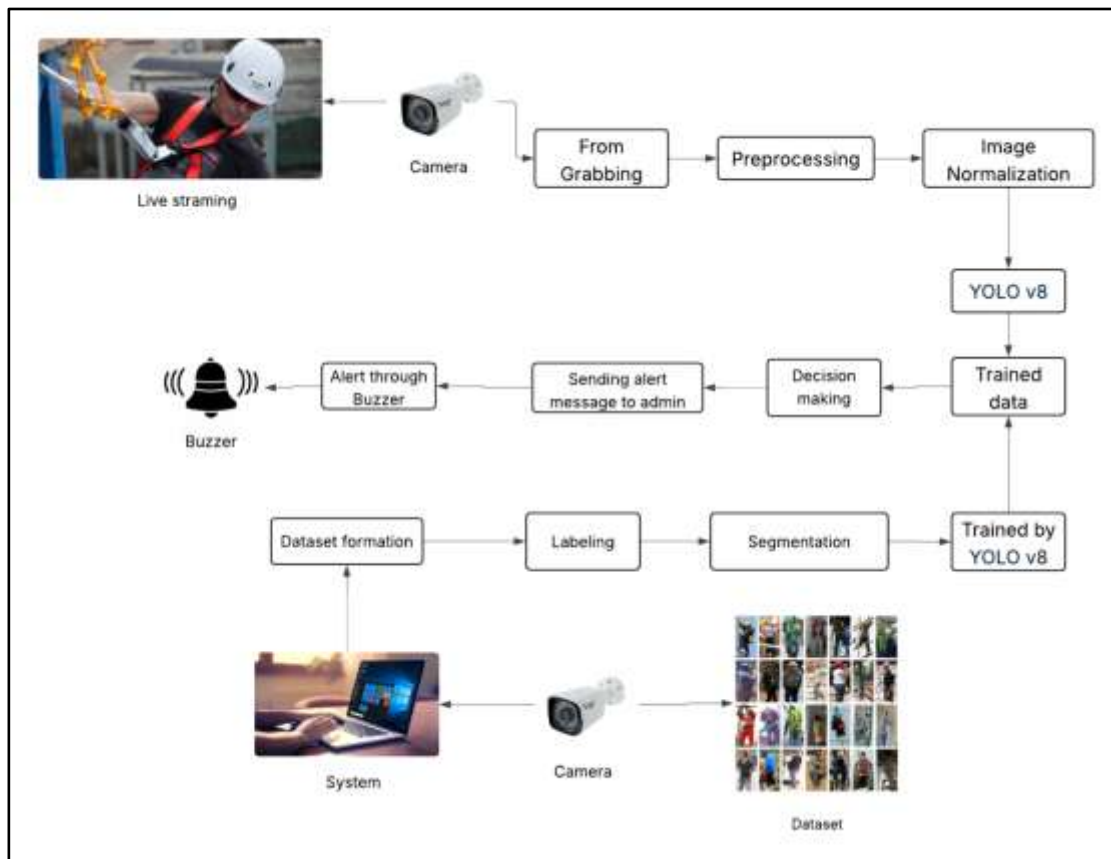 Live straming
Camera
From
Grabbing
Preprocessing
Image
Normalization
YOLO v8
Trained
data
Decision
making
Sending alert
message to admin
Alert through
Buzzer
Buzzer
Dataset formation
Labeling
Segmentation
Trained by
YOLO v8
System
Camera
Dataset